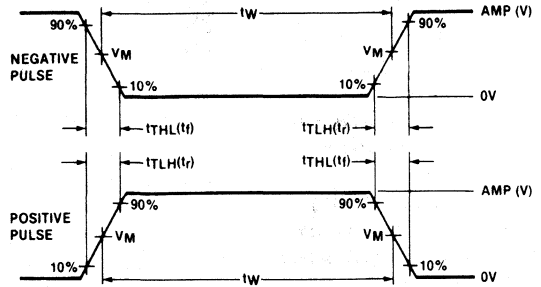 tW
AMP (V)
90%
90%
NEGATIVE
PULSE
VM
VM
10%
10%
0V
tTHL(tf)
tTLH(tr)
tTLH(tr)
tTHL(tf)
AMP (V)
90%
90%
POSITIVE
PULSE
VM
VM
10%
10%
tW
0V